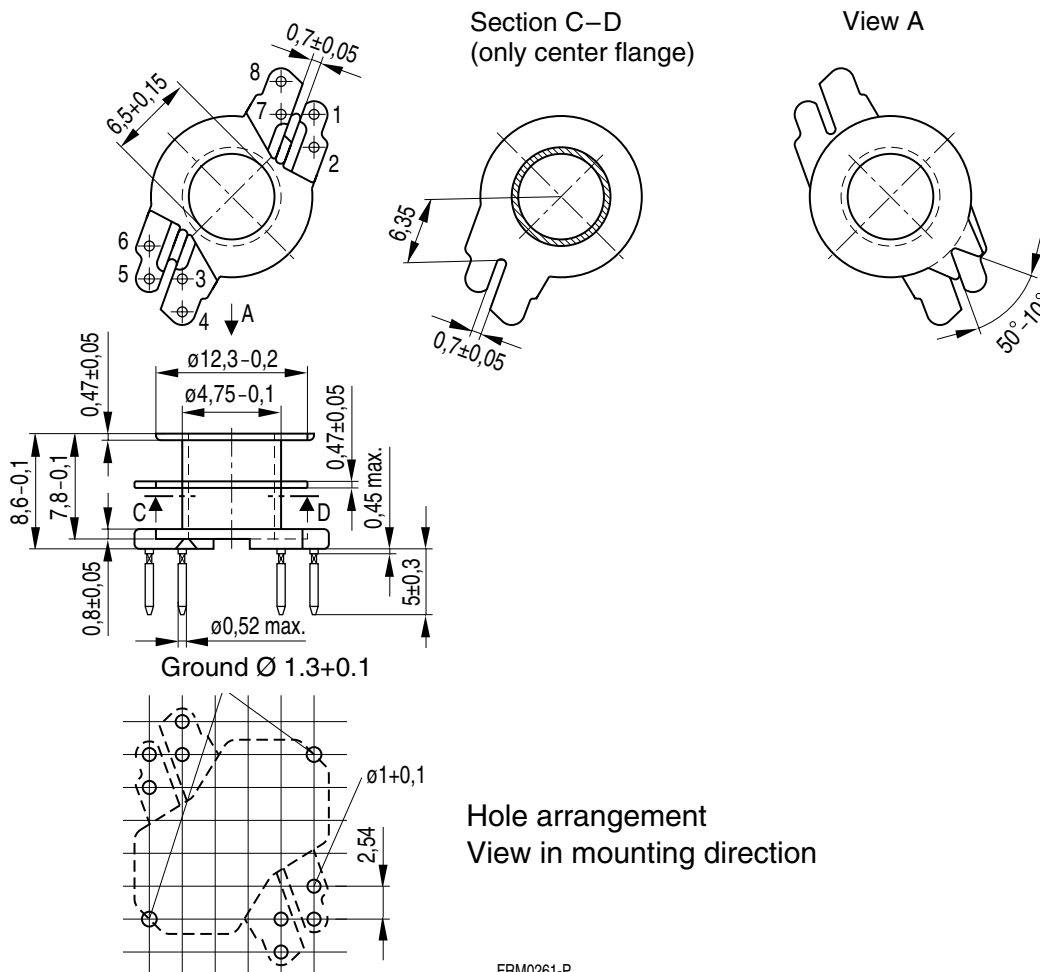 Section C–D
(only center flange)
View A
0,7±0,05
6,5+0,15
8
7
1
2
6
5
3
4
A
6,35
0,7±0,05
50°-10°
ø12,3-0,2
ø4,75-0,1
0,47±0,05
0,47±0,05
0,45 max.
8,6-0,1
7,8-0,1
C
D
0,8±0,05
5±0,3
ø0,52 max.
Ground Ø 1.3+0.1
ø1+0,1
2,54
Hole arrangement
View in mounting direction